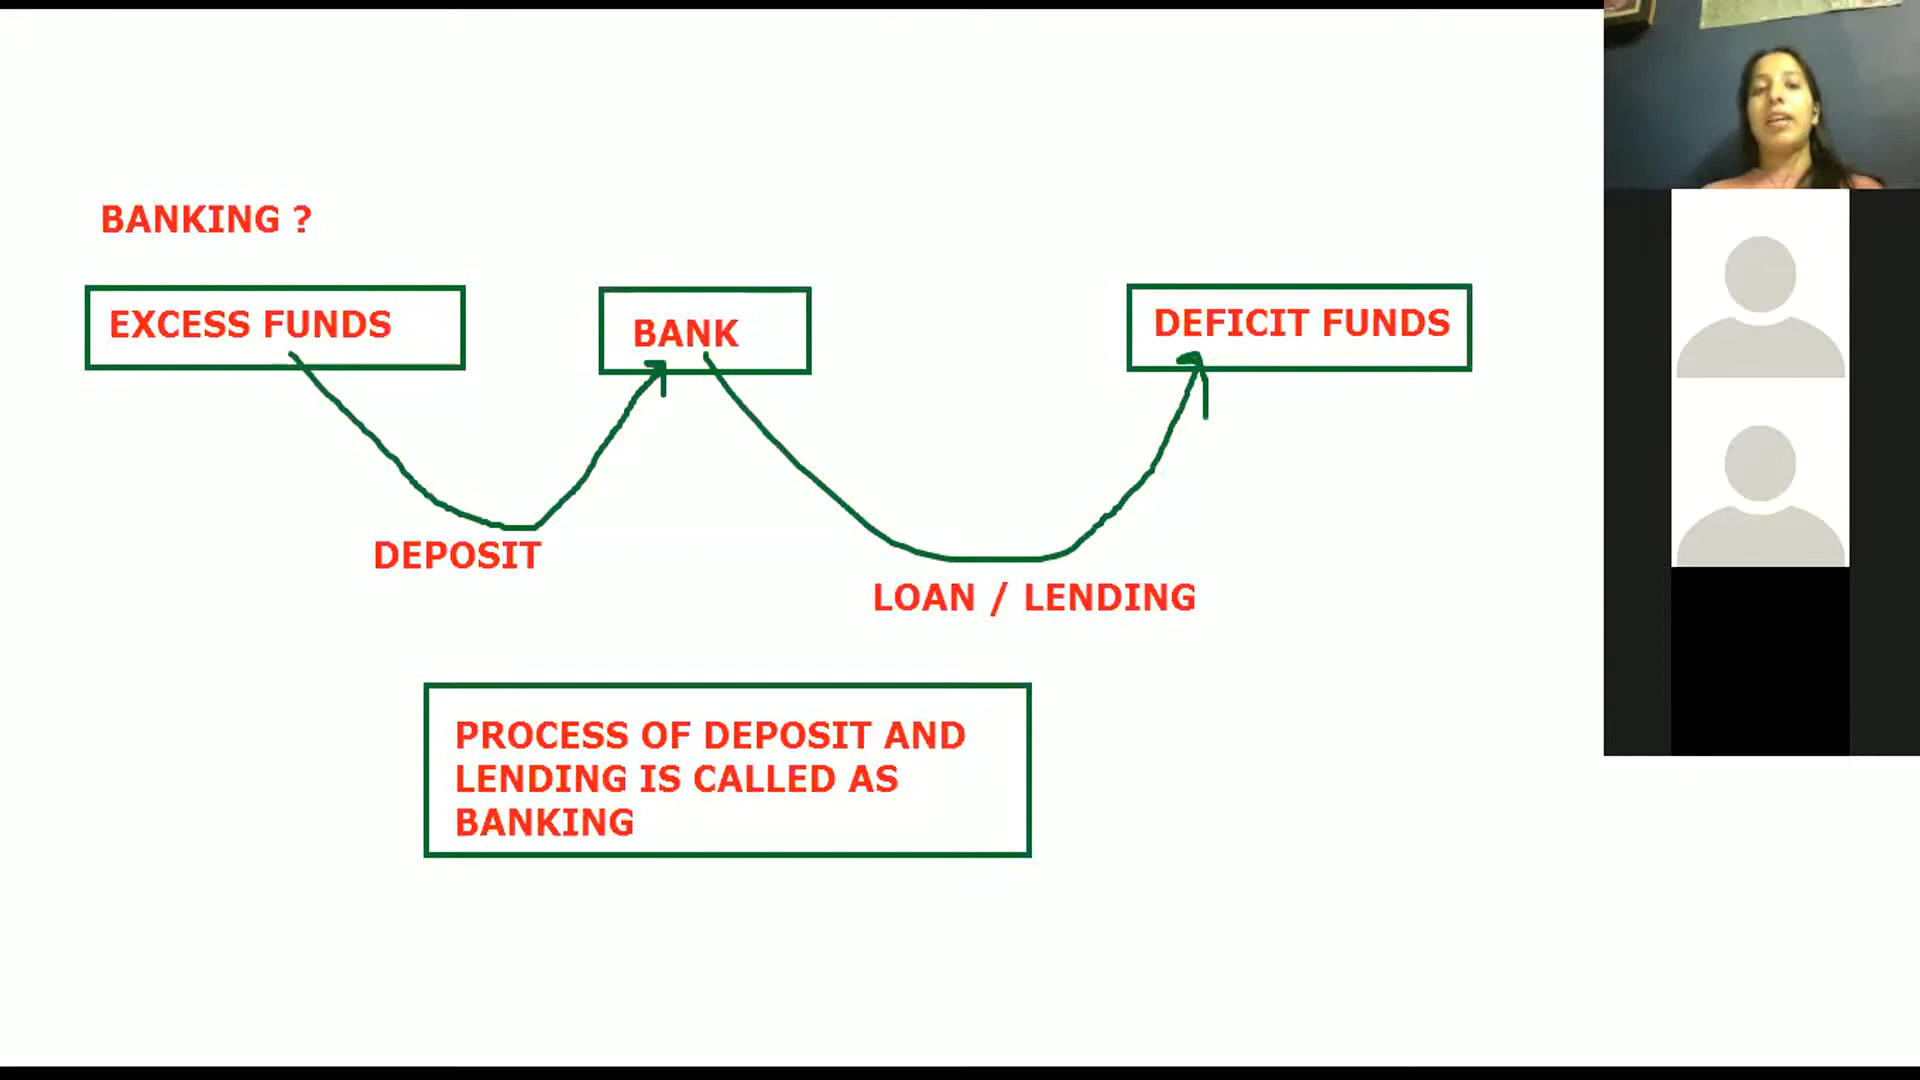 BANKING ?
EXCESS FUNDS
BANK
DEFICIT FUNDS
DEPOSIT
LOAN / LENDING
PROCESS OF DEPOSIT AND
LENDING IS CALLED AS
BANKING